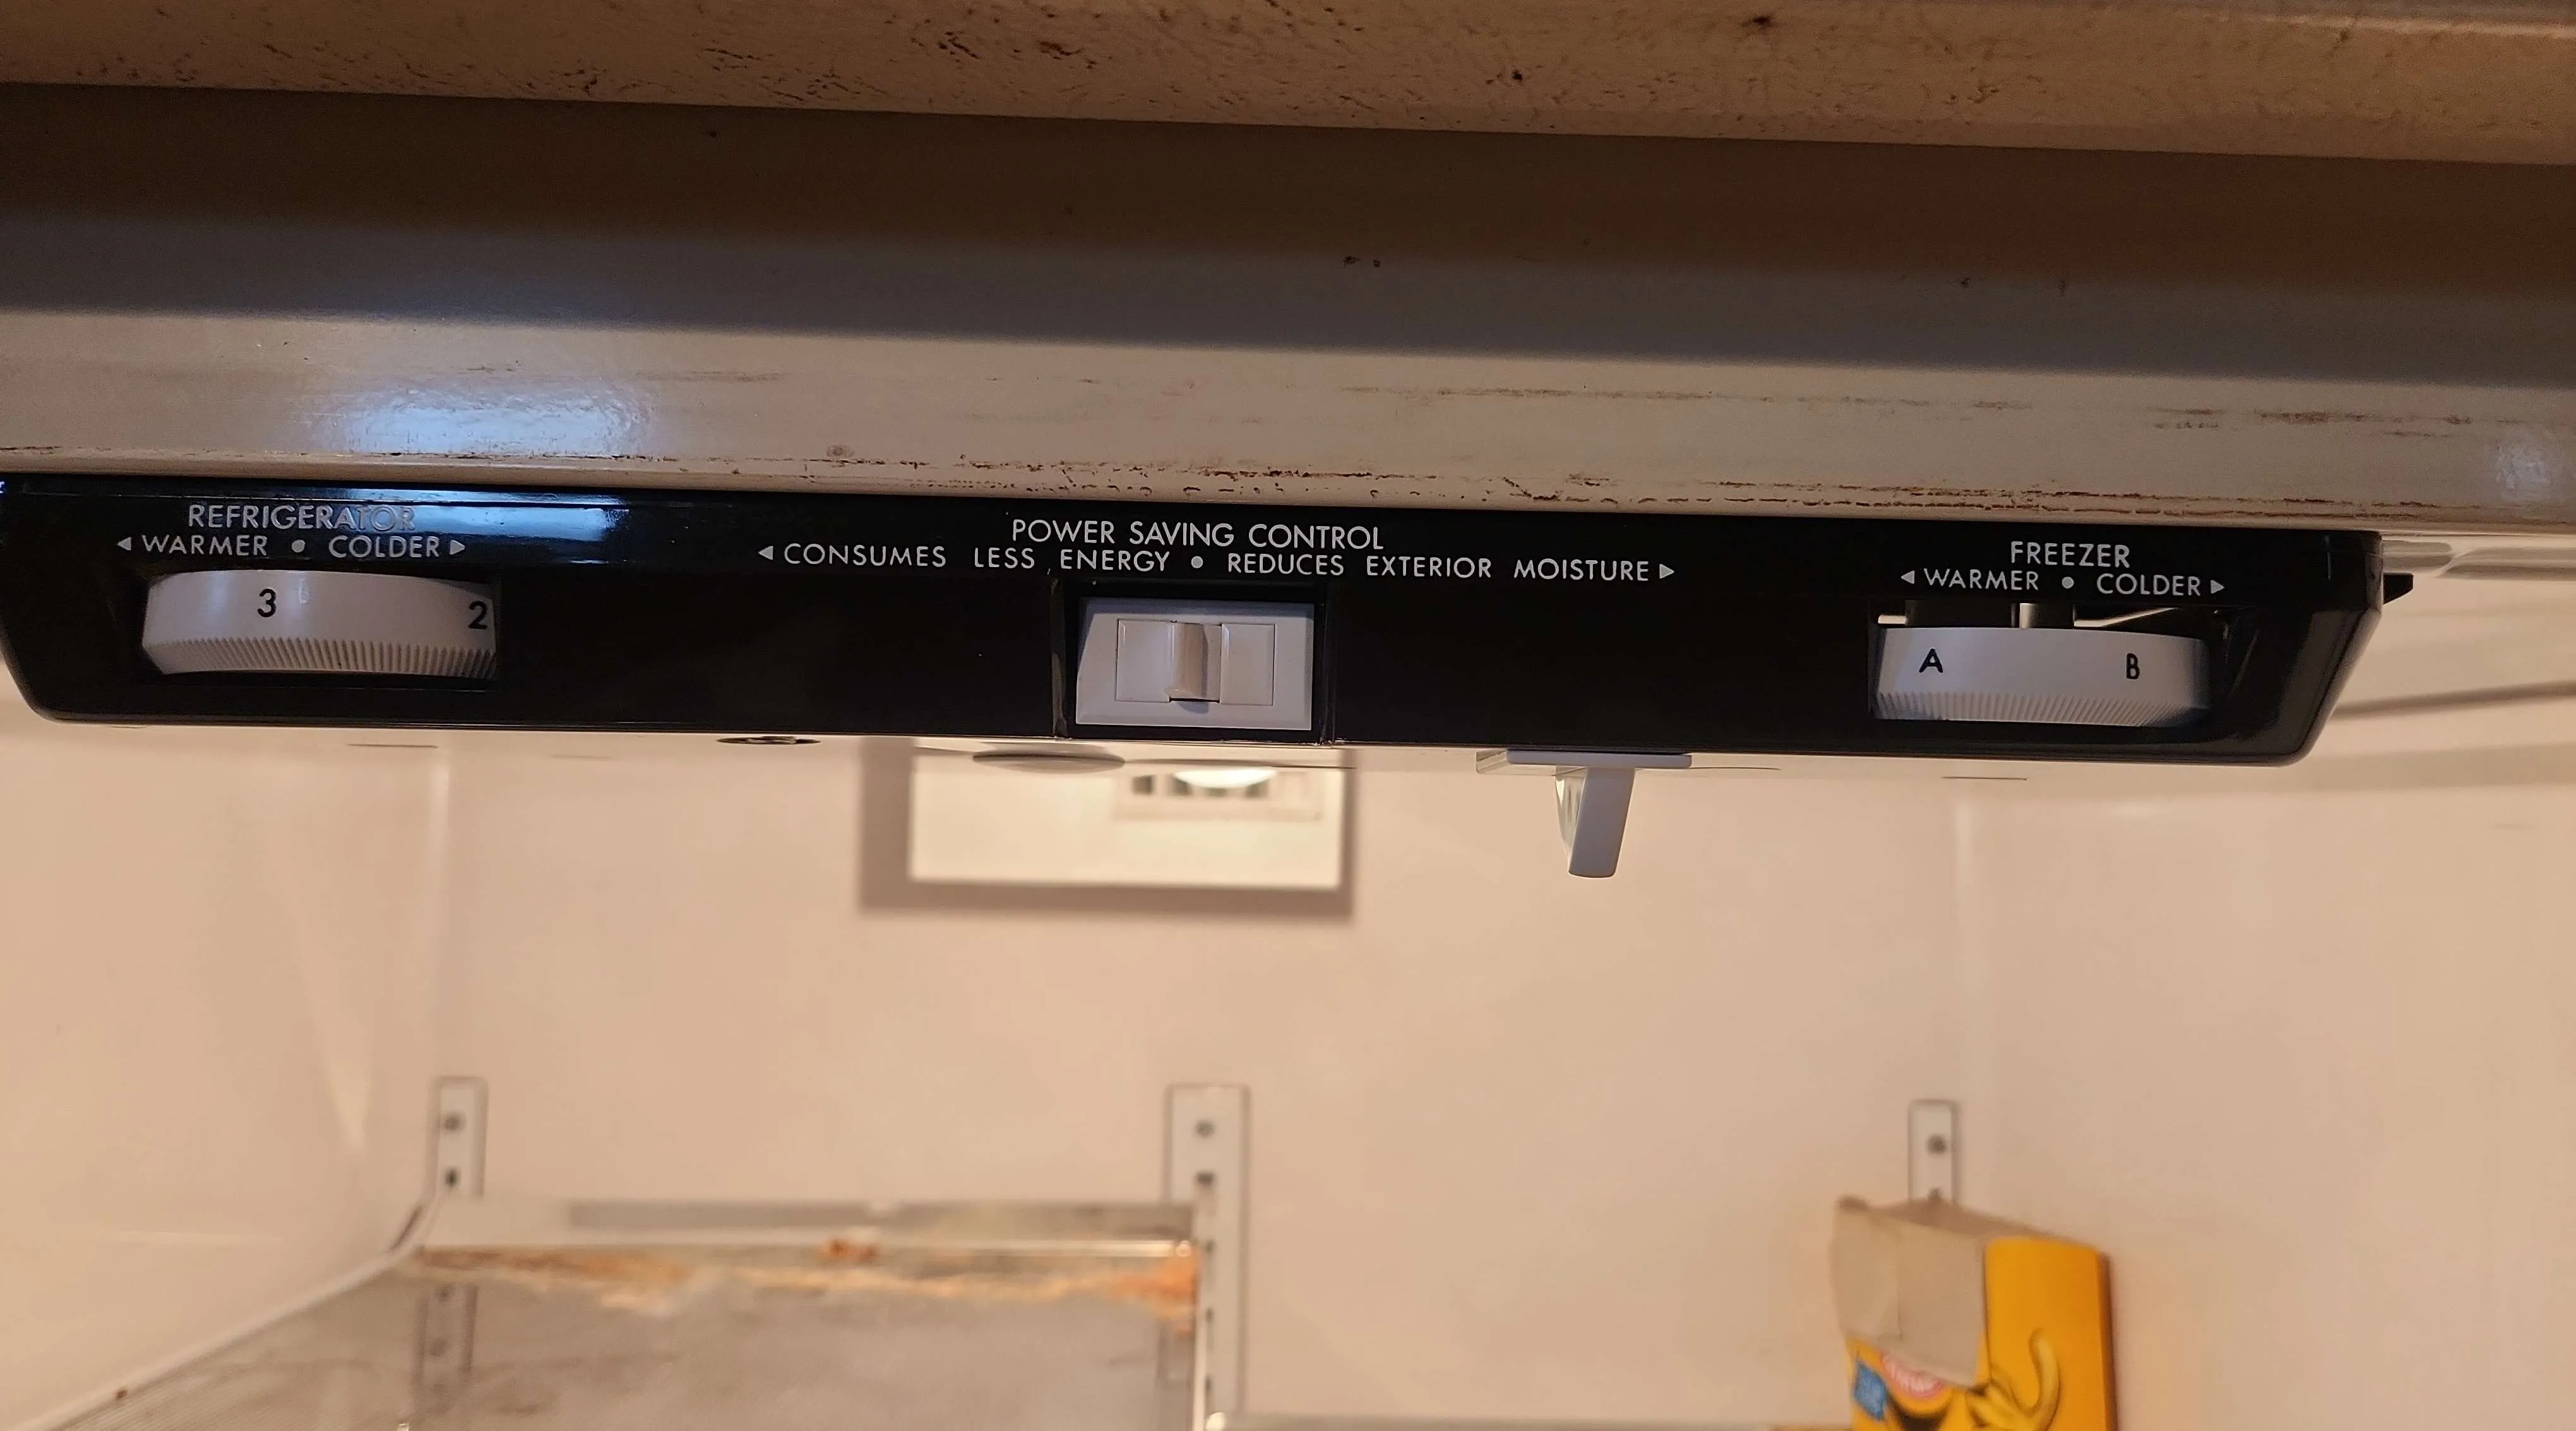 REFRIGERATOR
◀ WARMER • COLDER ▶
3 2
POWER SAVING CONTROL
◀ CONSUMES LESS ENERGY • REDUCES EXTERIOR MOISTURE ▶
FREEZER
◀ WARMER • COLDER ▶
A B